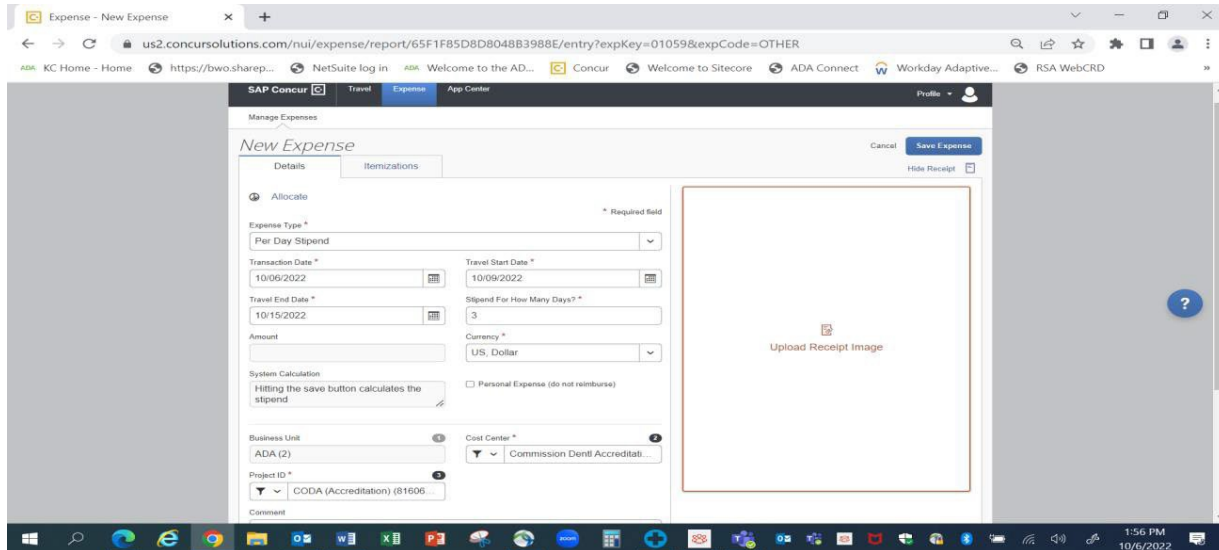 Expense - New Expense
us2.concursolutions.com/nui/expense/report/65F1F85D8D8048B3988E/entry?expKey=01059&expCode=OTHER
ADA KC Home - Home https://bwo.sharep... NetSuite log in ADA Welcome to the AD... Concur Welcome to Sitecore ADA Connect Workday Adaptive... RSA WebCRD »
SAP Concur C Travel Expense App Center Profile
Manage Expenses
New Expense Cancel Save Expense
Details Itemizations Hide Receipt
Allocate
* Required field
Expense Type *
Per Day Stipend
Transaction Date * Travel Start Date *
10/06/2022 10/09/2022
Travel End Date * Stipend For How Many Days? *
10/15/2022 3
?
Upload Receipt Image
Amount Currency *
US, Dollar
System Calculation
Hitting the save button calculates the
stipend
Personal Expense (do not reimburse)
Business Unit 1 Cost Center * 2
ADA (2) Commission Dentl Accreditati...
Project ID * 3
CODA (Accreditation) (81606...
Comment
1:56 PM
10/6/2022